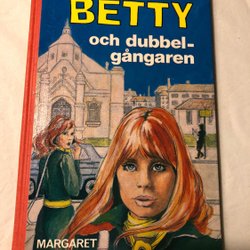 BETTY
och dubbel-
gångaren
MARGARET